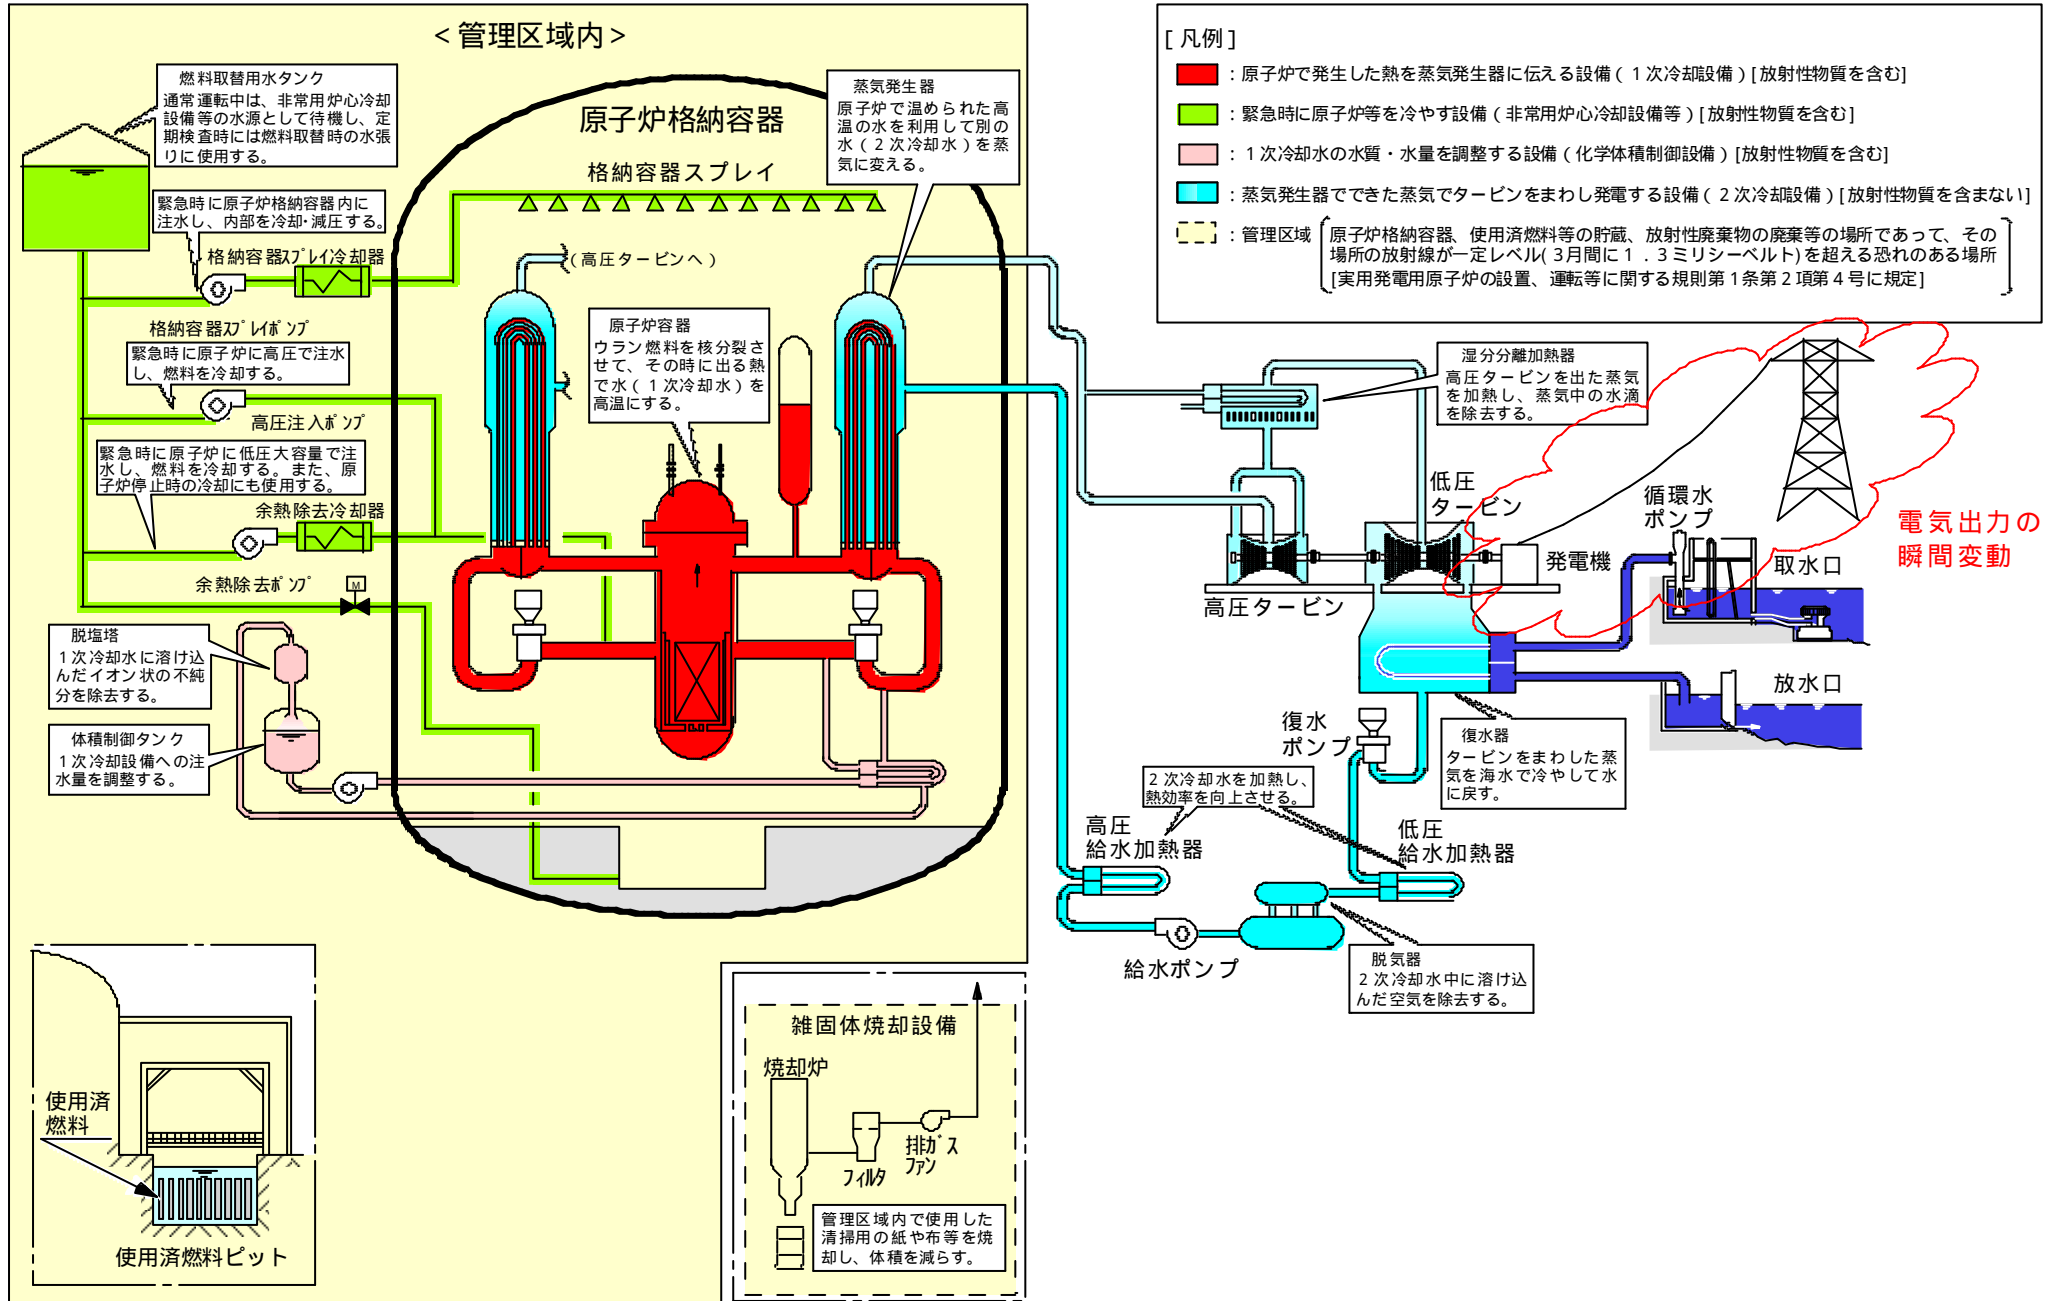 ＜管理区域内＞
燃料取替用水タンク
通常運転中は、非常用炉心冷却
設備等の水源として待機し、定
期検査時には燃料取替時の水張
りに使用する。
緊急時に原子炉格納容器内に
注水し、内部を冷却・減圧する。
格納容器ｽﾌﾟﾚｲ冷却器
格納容器ｽﾌﾟﾚｲﾎﾟﾝﾌﾟ
緊急時に原子炉に高圧で注水
し、燃料を冷却する。
高圧注入ﾎﾟﾝﾌﾟ
緊急時に原子炉に低圧大容量で注
水し、燃料を冷却する。また、原
子炉停止時の冷却にも使用する。
余熱除去冷却器
余熱除去ﾎﾟﾝﾌﾟ
M
脱塩塔
１次冷却水に溶け込
んだイオン状の不純
分を除去する。
体積制御タンク
１次冷却設備への注
水量を調整する。
原子炉格納容器
格納容器スプレイ
蒸気発生器
原子炉で温められた高
温の水を利用して別の
水（２次冷却水）を蒸
気に変える。
（高圧タービンへ）
原子炉容器
ウラン燃料を核分裂さ
せて、その時に出る熱
で水（１次冷却水）を
高温にする。
[凡例]
：原子炉で発生した熱を蒸気発生器に伝える設備（１次冷却設備）[放射性物質を含む]
：緊急時に原子炉等を冷やす設備（非常用炉心冷却設備等）[放射性物質を含む]
：１次冷却水の水質・水量を調整する設備（化学体積制御設備）[放射性物質を含む]
：蒸気発生器でできた蒸気でタービンをまわし発電する設備（２次冷却設備）[放射性物質を含まない]
：管理区域
原子炉格納容器、使用済燃料等の貯蔵、放射性廃棄物の廃棄等の場所であって、その
場所の放射線が一定レベル(３月間に１．３ミリシーベルト)を超える恐れのある場所
[実用発電用原子炉の設置、運転等に関する規則第１条第２項第４号に規定]
湿分分離加熱器
高圧タービンを出た蒸気
を加熱し、蒸気中の水滴
を除去する。
低圧
タービン
高圧タービン
発電機
循環水
ポンプ
取水口
放水口
電気出力の
瞬間変動
復水
ポンプ
復水器
タービンをまわした蒸
気を海水で冷やして水
に戻す。
２次冷却水を加熱し、
熱効率を向上させる。
高圧
給水加熱器
低圧
給水加熱器
給水ポンプ
脱気器
２次冷却水中に溶け込
んだ空気を除去する。
使用済
燃料
使用済燃料ピット
雑固体焼却設備
焼却炉
ﾌｨﾙﾀ
排ｶﾞｽ
ﾌｧﾝ
管理区域内で使用した
清掃用の紙や布等を焼
却し、体積を減らす。